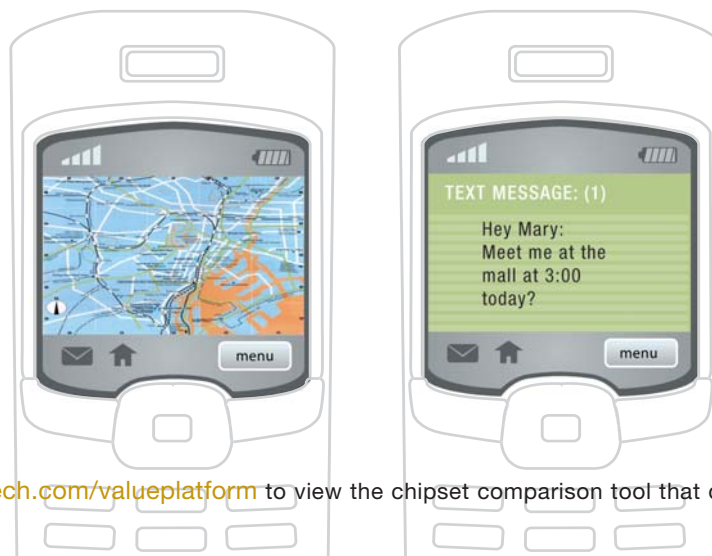 TEXT MESSAGE: (1)
Hey Mary:
Meet me at the
mall at 3:00
today?
menu
menu
ech.com/valueplatform to view the chipset comparison tool that